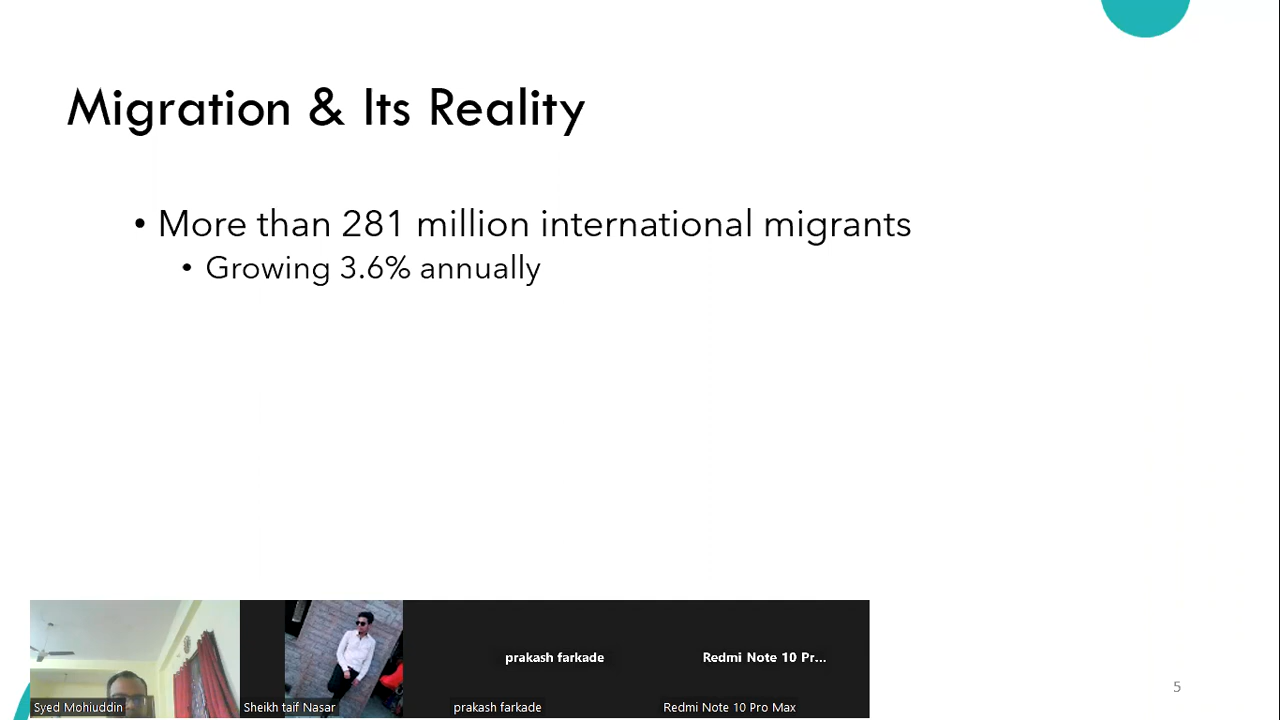 Migration & Its Reality
• More than 281 million international migrants
• Growing 3.6% annually
prakash farkade
Redmi Note 10 Pr...
Syed Mohiuddin
Sheikh taif Nasar
prakash farkade
Redmi Note 10 Pro Max
5